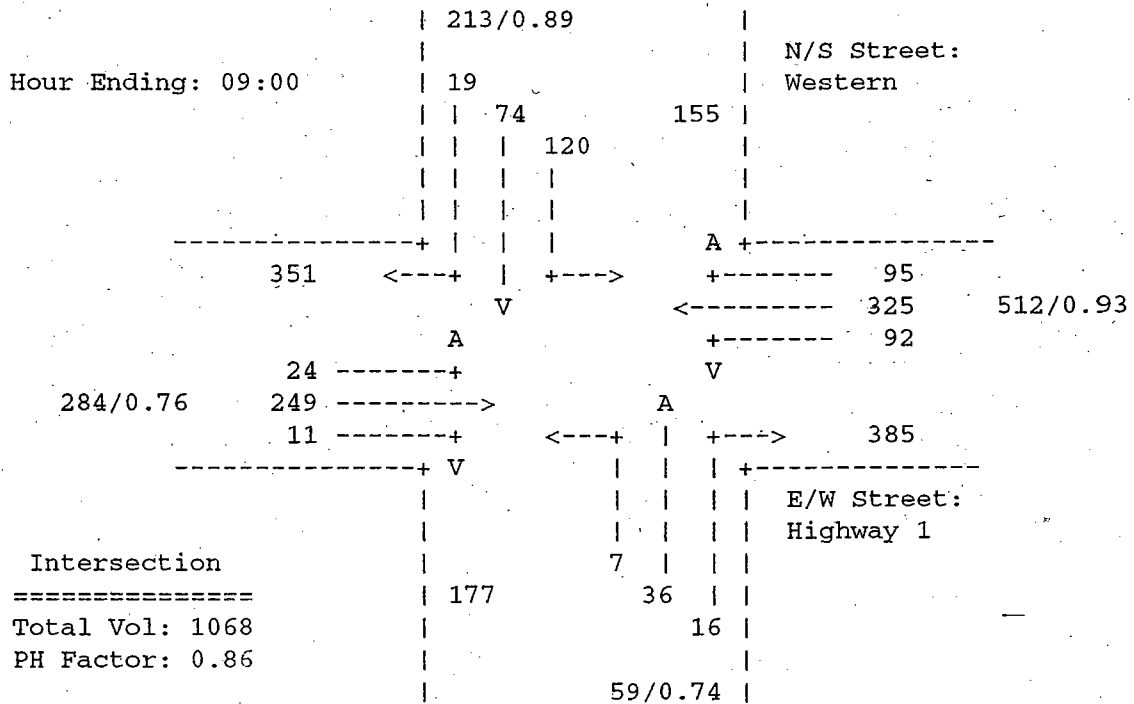 213/0.89
N/S Street:
Hour Ending: 09:00 19 Western
74 155
120
A
351 <---+ +---> +------- 95
V <--------- 325 512/0.93
A +------- 92
24 -------+ V
284/0.76 249 ---------> A
11 -------+ <---+ +---> 385
V
E/W Street:
Highway 1
Intersection 7
=============== 177 36
Total Vol: 1068 16
PH Factor: 0.86
59/0.74